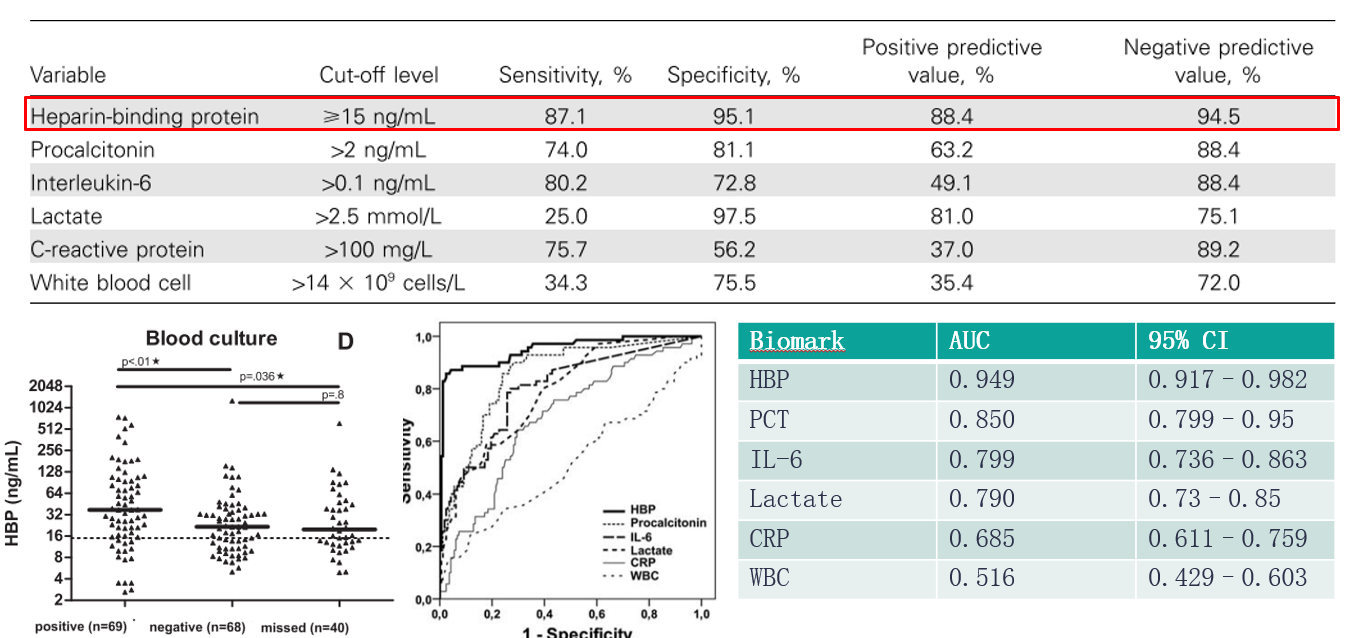 Positive predictive Negative predictive
Variable Cut-off level Sensitivity, % Specificity, % value, % value, %
Heparin-binding protein ⩾15 ng/mL 87.1 95.1 88.4 94.5
Procalcitonin >2 ng/mL 74.0 81.1 63.2 88.4
Interleukin-6 >0.1 ng/mL 80.2 72.8 49.1 88.4
Lactate >2.5 mmol/L 25.0 97.5 81.0 75.1
C-reactive protein >100 mg/L 75.7 56.2 37.0 89.2
White blood cell >14 × 10⁹ cells/L 34.3 75.5 35.4 72.0
Blood culture D
p<.01★
p=.036★
p=.8
2048
1024
512
256
128
64
32
16
8
4
2
HBP (ng/mL)
positive (n=69) negative (n=68) missed (n=40)
1,0
0,8
0,6
0,4
0,2
0,0
Sensitivity
HBP
Procalcitonin
IL-6
Lactate
CRP
WBC
0,0 0,2 0,4 0,6 0,8 1,0
1 - Specificity
Biomark AUC 95% CI
HBP 0.949 0.917–0.982
PCT 0.850 0.799–0.95
IL-6 0.799 0.736–0.863
Lactate 0.790 0.73–0.85
CRP 0.685 0.611–0.759
WBC 0.516 0.429–0.603